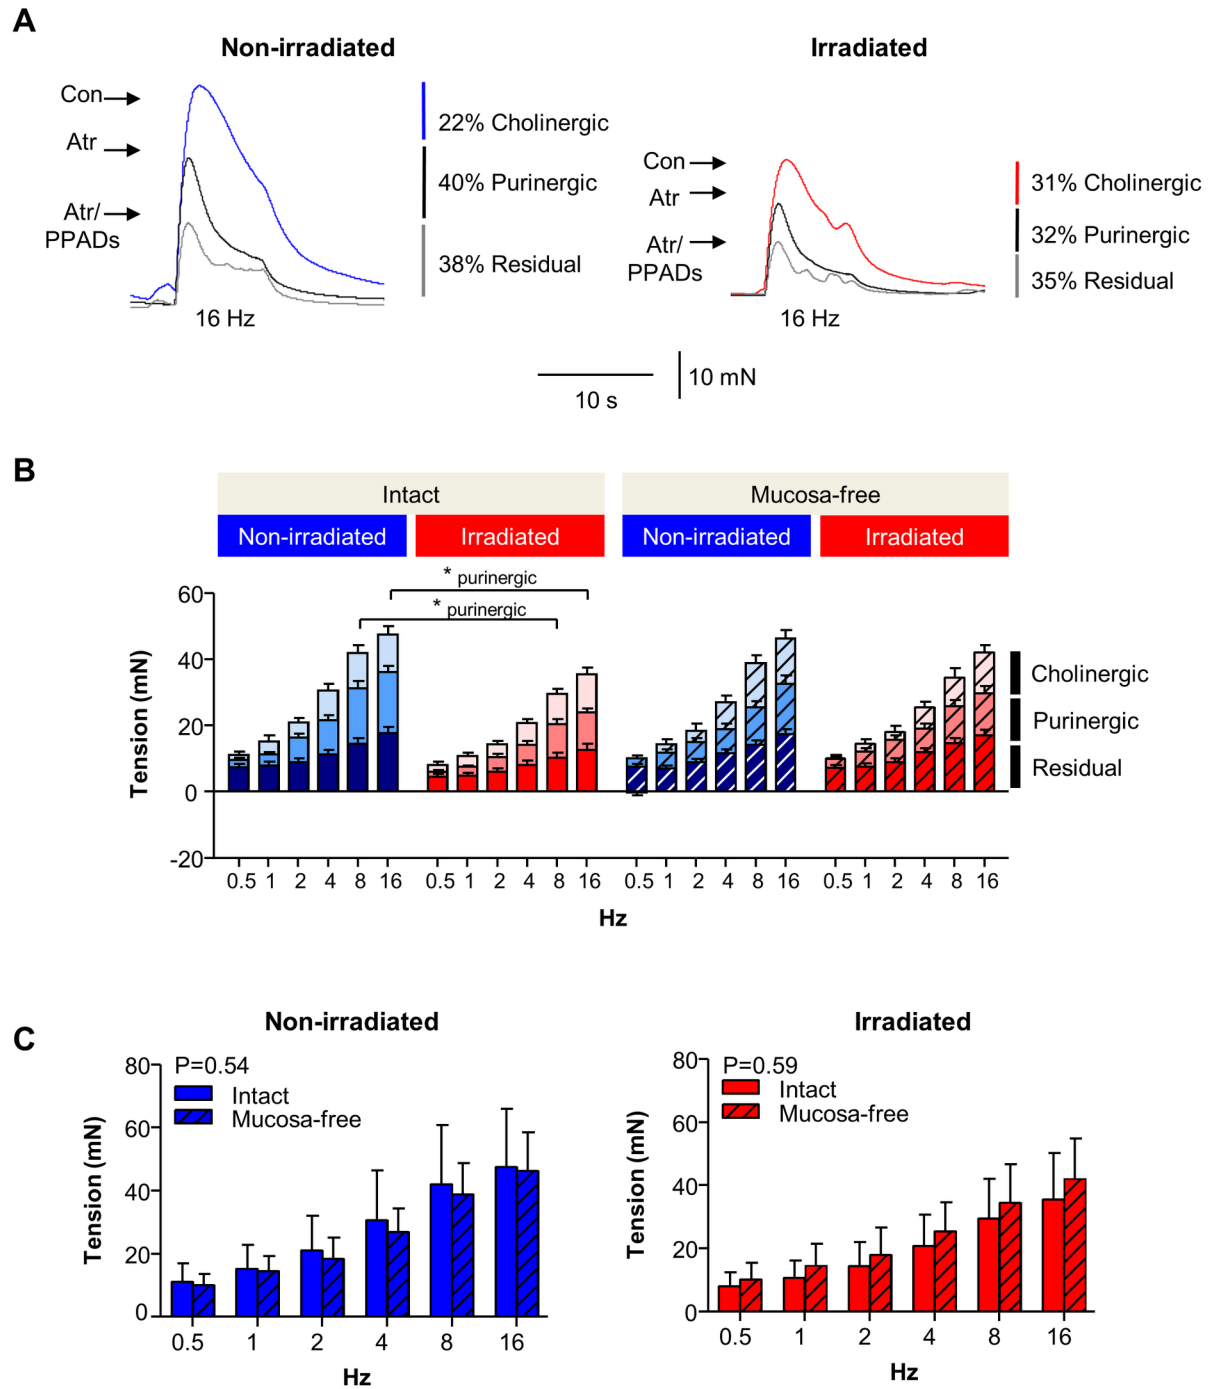 A
Non-irradiated
Irradiated
Con
Atr
Atr/
PPADs
22% Cholinergic
40% Purinergic
38% Residual
16 Hz
Con
Atr
Atr/
PPADs
31% Cholinergic
32% Purinergic
35% Residual
16 Hz
10 s
10 mN
B
Intact
Mucosa-free
Non-irradiated
Irradiated
Non-irradiated
Irradiated
* purinergic
* purinergic
Tension (mN)
60
40
20
0
-20
0.5 1 2 4 8 16 0.5 1 2 4 8 16 0.5 1 2 4 8 16 0.5 1 2 4 8 16
Hz
Cholinergic
Purinergic
Residual
C
Non-irradiated
P=0.54
Intact
Mucosa-free
Tension (mN)
80
60
40
20
0
0.5 1 2 4 8 16
Hz
Irradiated
P=0.59
Intact
Mucosa-free
Tension (mN)
80
60
40
20
0
0.5 1 2 4 8 16
Hz